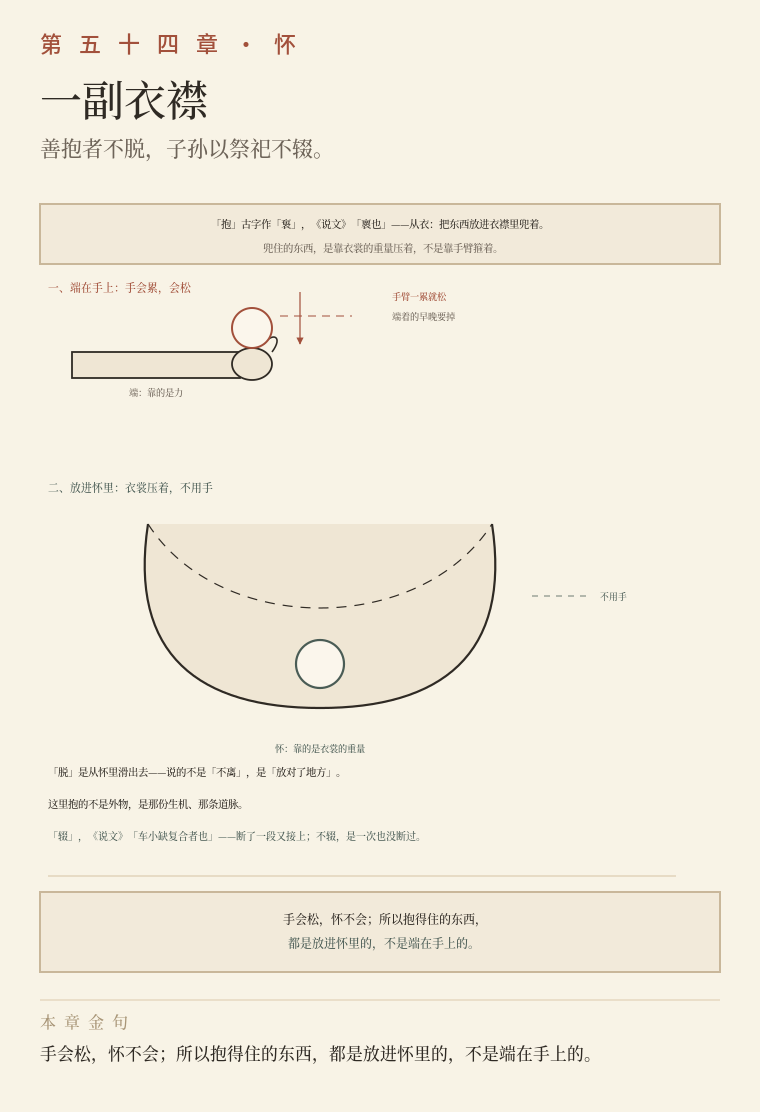 第五十四章·怀
一副衣襟
善抱者不脱，子孙以祭祀不辍。
「抱」古字作「褱」，《说文》「裹也」——从衣：把东西放进衣襟里兜着。
兜住的东西，是靠衣裳的重量压着，不是靠手臂箍着。
一、端在手上：手会累，会松
手臂一累就松
端着的早晚要掉
端：靠的是力
二、放进怀里：衣裳压着，不用手
不用手
怀：靠的是衣裳的重量
「脱」是从怀里滑出去——说的不是「不离」，是「放对了地方」。
这里抱的不是外物，是那份生机、那条道脉。
「辍」，《说文》「车小缺复合者也」——断了一段又接上；不辍，是一次也没断过。
手会松，怀不会；所以抱得住的东西，
都是放进怀里的，不是端在手上的。
本章金句
手会松，怀不会；所以抱得住的东西，都是放进怀里的，不是端在手上的。